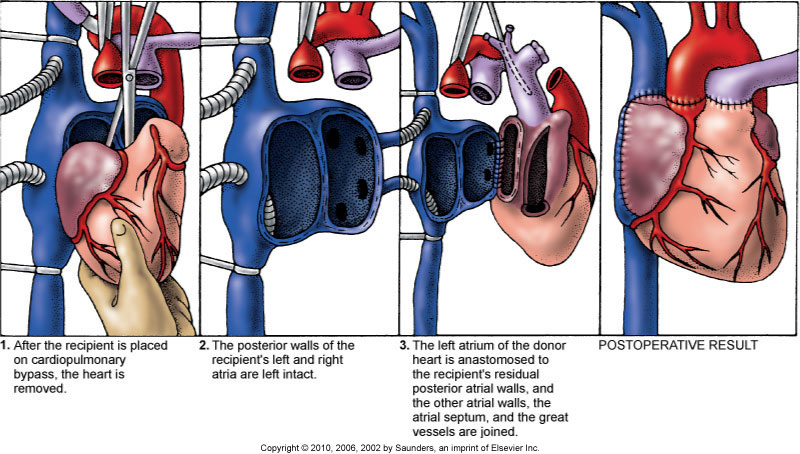 1. After the recipient is placed
on cardiopulmonary
bypass, the heart is
removed.
2. The posterior walls of the
recipient's left and right
atria are left intact.
3. The left atrium of the donor
heart is anastomosed to
the recipient's residual
posterior atrial walls, and
the other atrial walls, the
atrial septum, and the great
vessels are joined.
POSTOPERATIVE RESULT
Copyright © 2010, 2006, 2002 by Saunders, an imprint of Elsevier Inc.